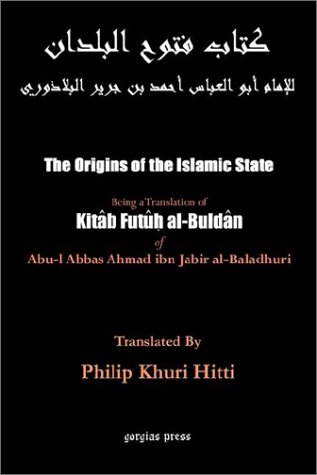 كتاب فتوح البلدان
للإمام أبو العباس أحمد بن جرير البلاذوري
The Origins of the Islamic State
Being a Translation of
Kitâb Futûḥ al-Buldân
of
Abu-l Abbas Ahmad ibn Jabir al-Baladhuri
Translated By
Philip Khuri Hitti
gorgias press